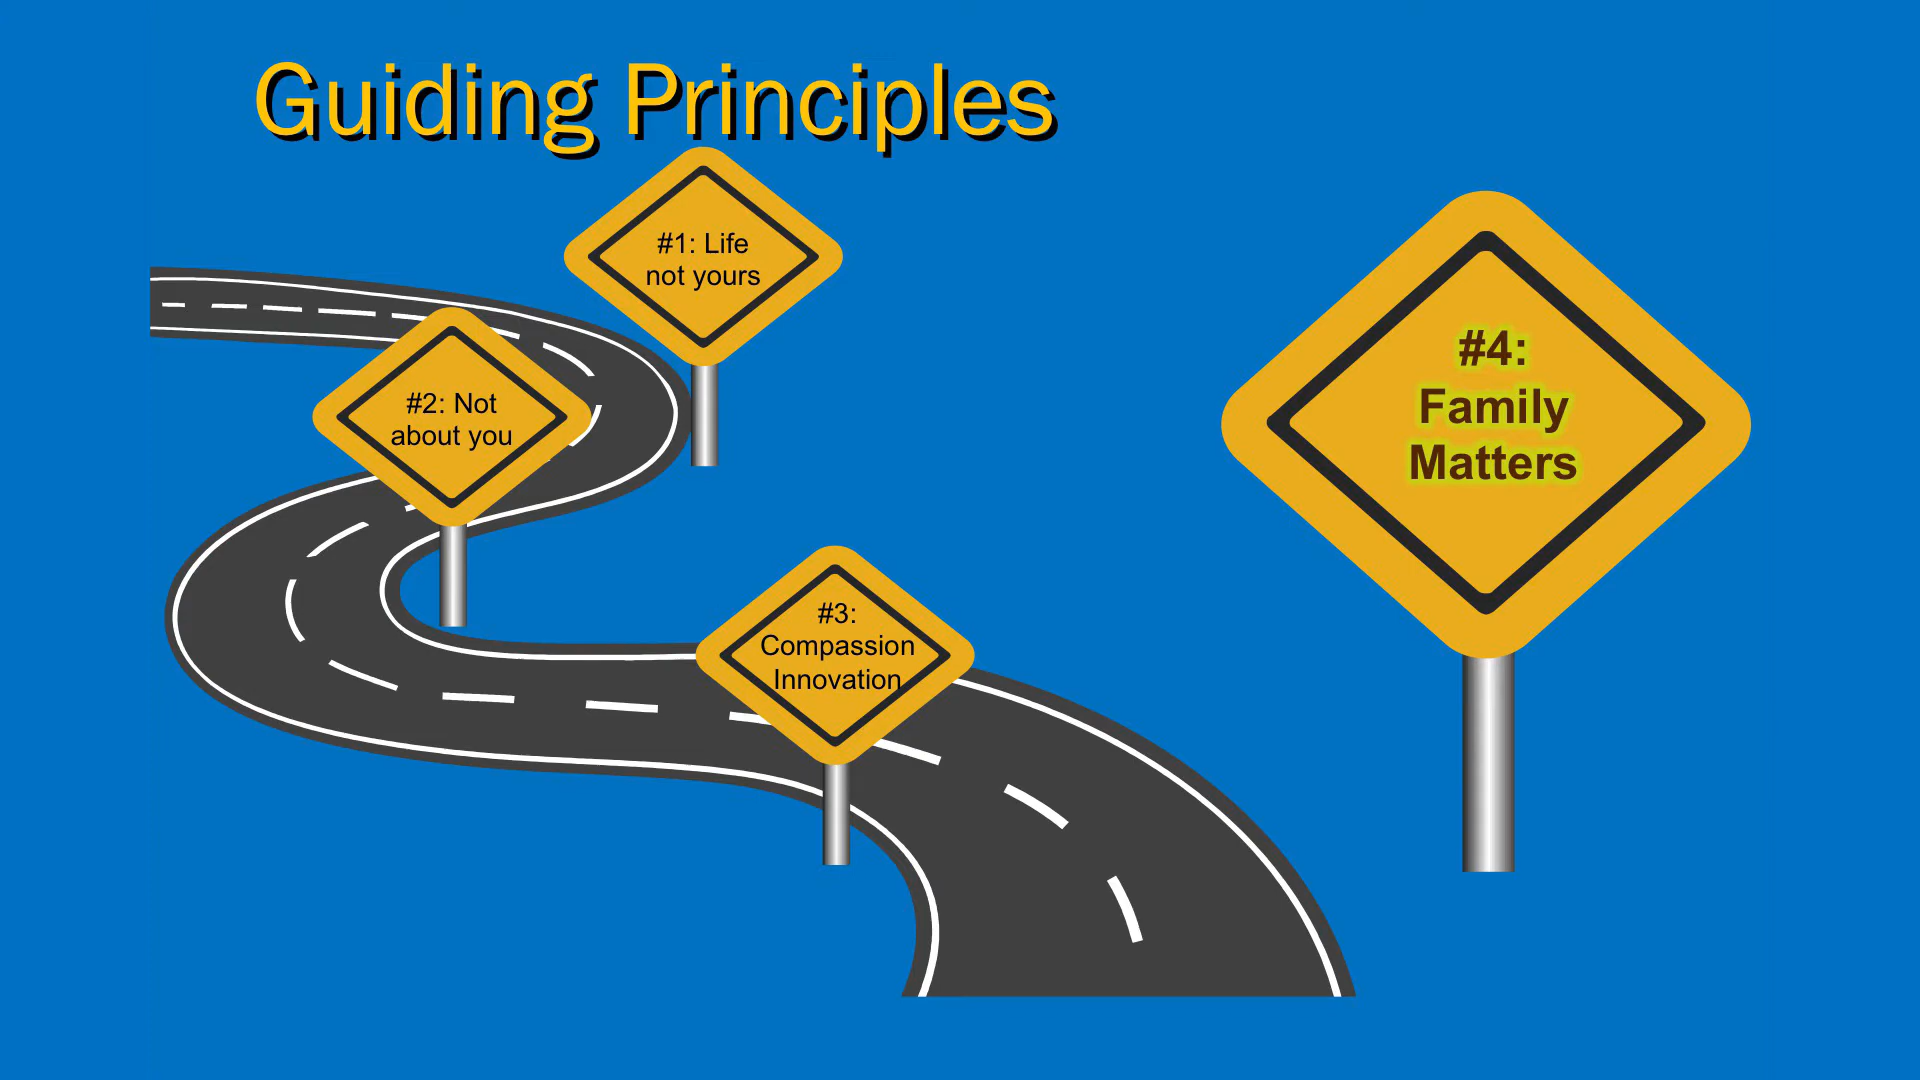 Guiding Principles
#1: Life
not yours
#2: Not
about you
#3:
Compassion
Innovation
#4:
Family
Matters